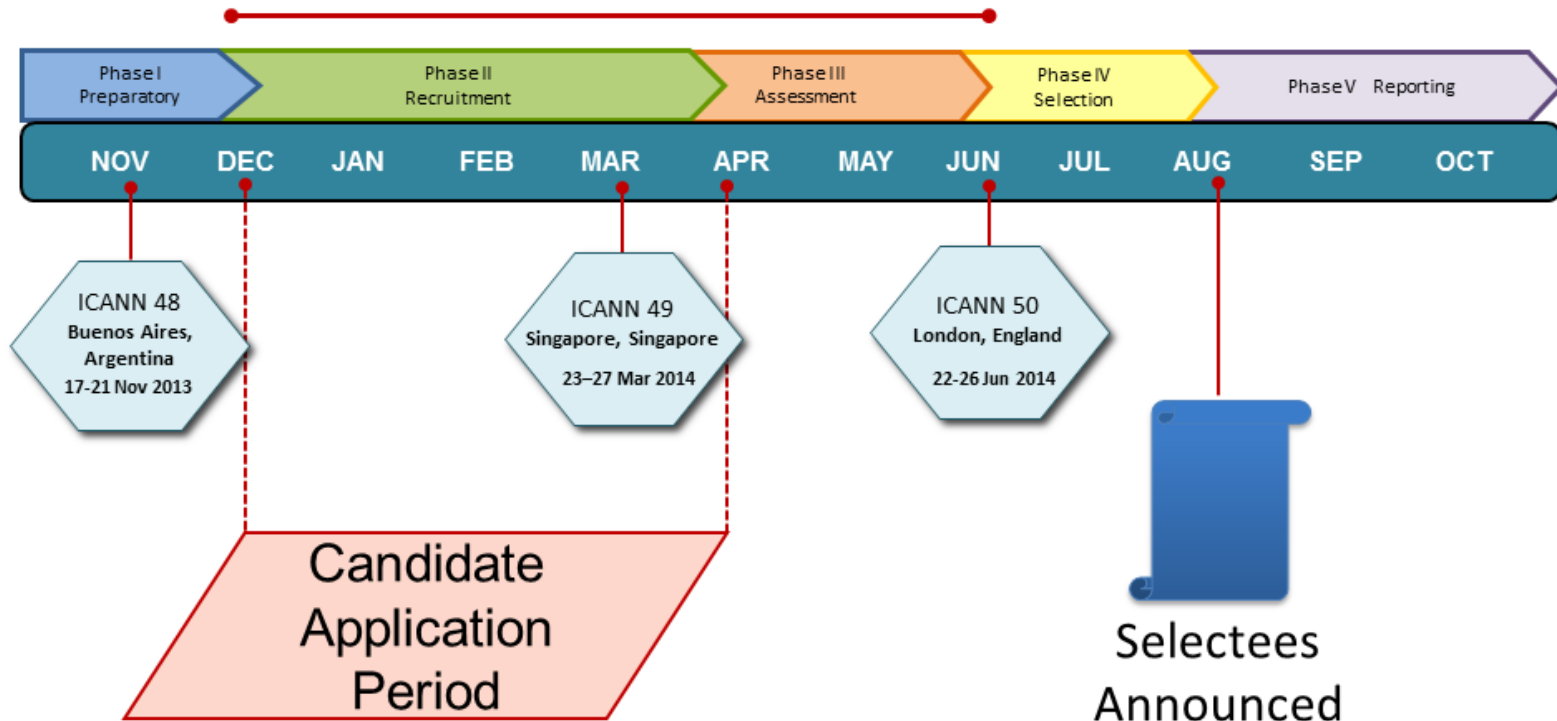 Phase I
Preparatory
Phase II
Recruitment
Phase III
Assessment
Phase IV
Selection
Phase V Reporting
NOV DEC JAN FEB MAR APR MAY JUN JUL AUG SEP OCT
ICANN 48
Buenos Aires,
Argentina
17-21 Nov 2013
ICANN 49
Singapore, Singapore
23–27 Mar 2014
ICANN 50
London, England
22-26 Jun 2014
Candidate
Application
Period
Selectees
Announced